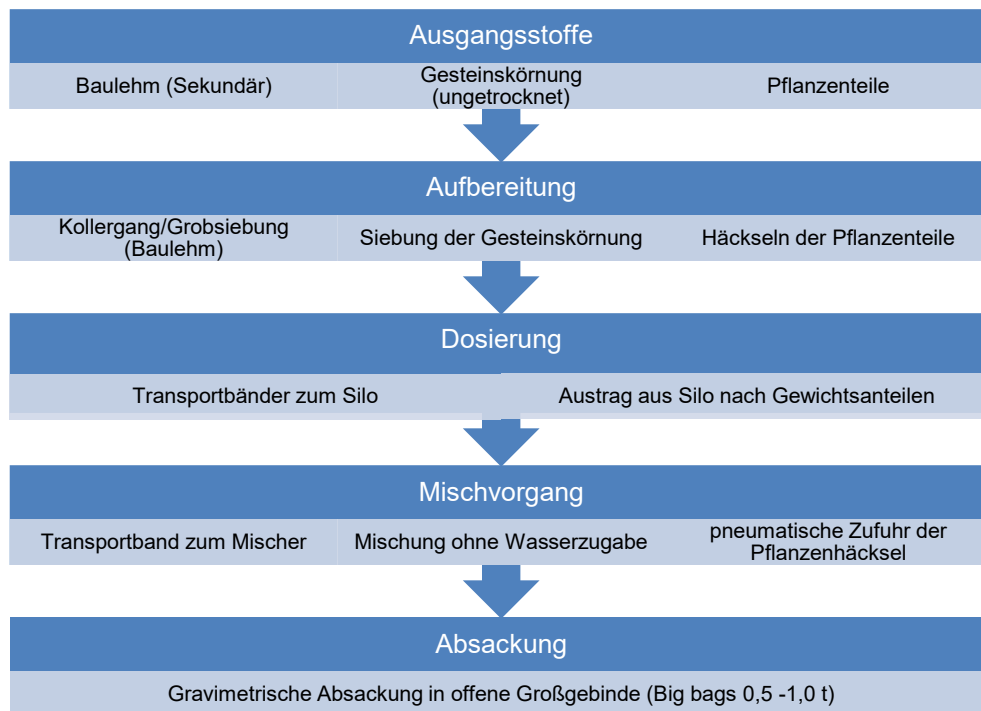 Ausgangsstoffe
Baulehm (Sekundär)
Gesteinskörnung
(ungetrocknet)
Pflanzenteile
Aufbereitung
Kollergang/Grobsiebung
(Baulehm)
Siebung der Gesteinskörnung
Häckseln der Pflanzenteile
Dosierung
Transportbänder zum Silo
Austrag aus Silo nach Gewichtsanteilen
Mischvorgang
Transportband zum Mischer
Mischung ohne Wasserzugabe
pneumatische Zufuhr der
Pflanzenhäcksel
Absackung
Gravimetrische Absackung in offene Großgebinde (Big bags 0,5 -1,0 t)